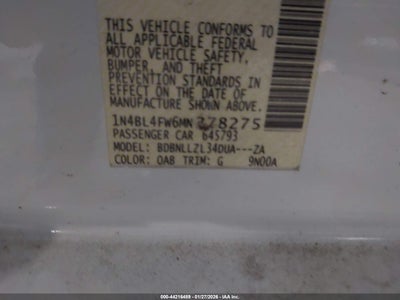 THIS VEHICLE CONFORMS TO
ALL APPLICABLE FEDERAL
MOTOR VEHICLE SAFETY,
BUMPER, AND THEFT
PREVENTION STANDARDS IN
EFFECT ON THE DATE OF
MANUFACTURE SHOWN ABOVE.
1N4BL4FW6MN378275
PASSENGER CAR 645793
MODEL: BDBNLLZL34DUA---ZA
COLOR: QAB TRIM: G 9N00A
000-44216489 - 01/27/2026 - IAAI